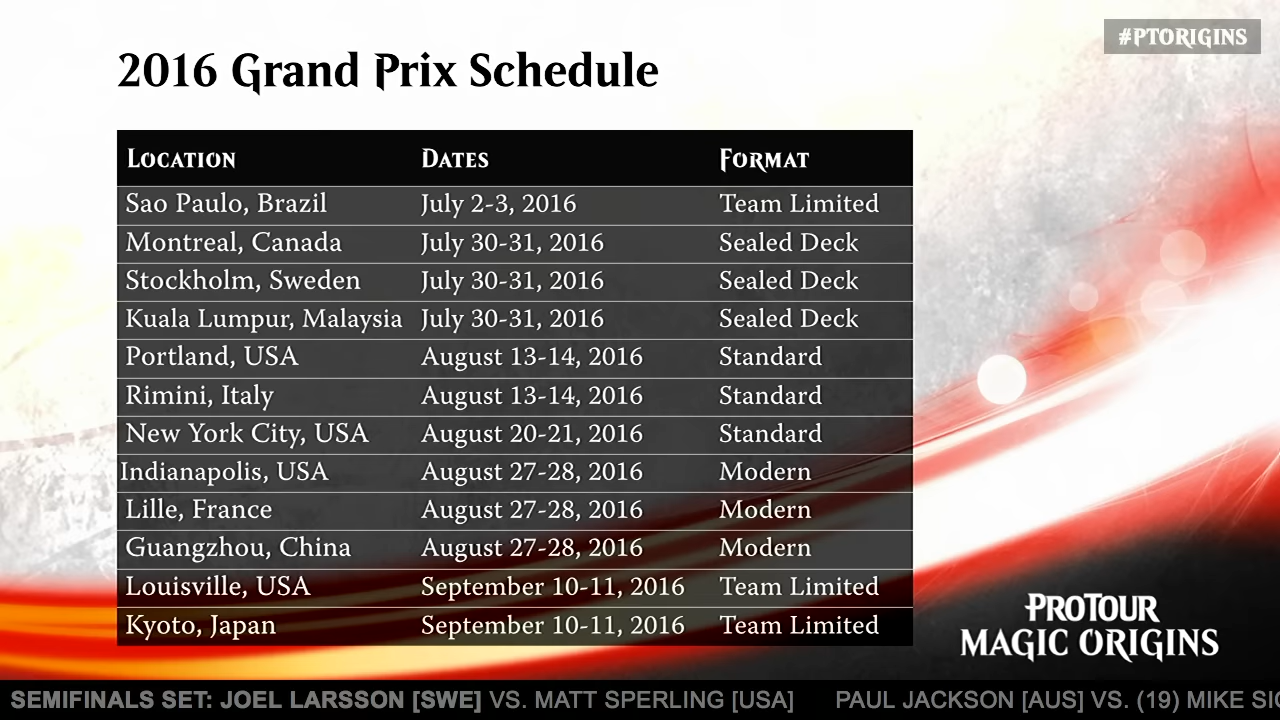 #PTORIGINS
2016 Grand Prix Schedule
LOCATION DATES FORMAT
Sao Paulo, Brazil July 2-3, 2016 Team Limited
Montreal, Canada July 30-31, 2016 Sealed Deck
Stockholm, Sweden July 30-31, 2016 Sealed Deck
Kuala Lumpur, Malaysia July 30-31, 2016 Sealed Deck
Portland, USA August 13-14, 2016 Standard
Rimini, Italy August 13-14, 2016 Standard
New York City, USA August 20-21, 2016 Standard
Indianapolis, USA August 27-28, 2016 Modern
Lille, France August 27-28, 2016 Modern
Guangzhou, China August 27-28, 2016 Modern
Louisville, USA September 10-11, 2016 Team Limited
Kyoto, Japan September 10-11, 2016 Team Limited
PROTOUR
MAGIC ORIGINS
SEMIFINALS SET: JOEL LARSSON [SWE] VS. MATT SPERLING [USA] PAUL JACKSON [AUS] VS. (19) MIKE